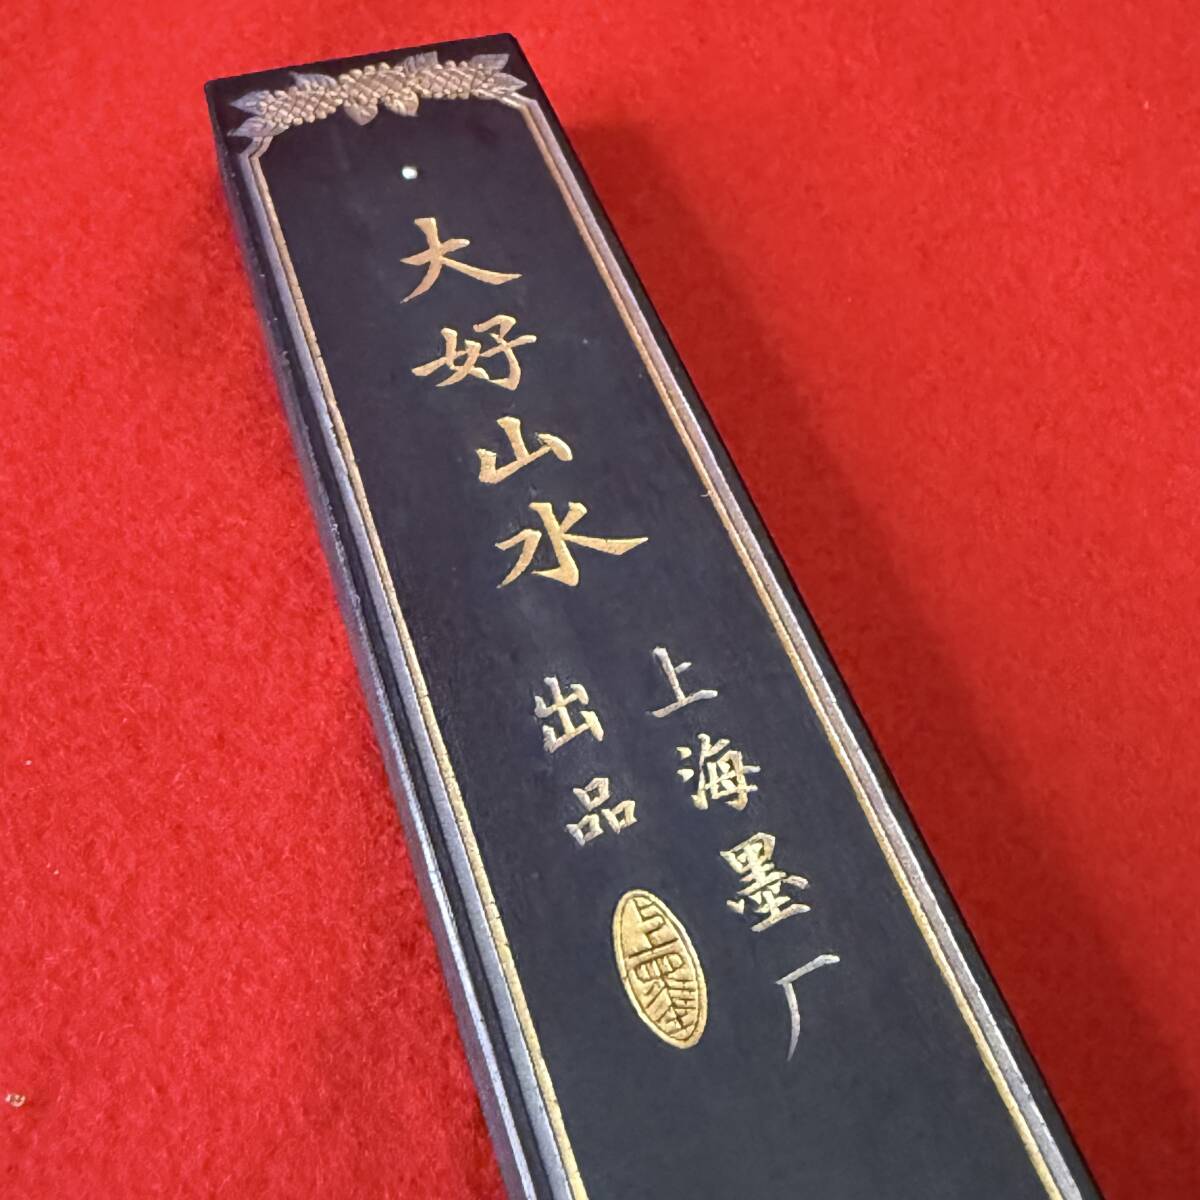 大好山水
上海墨厂
出品